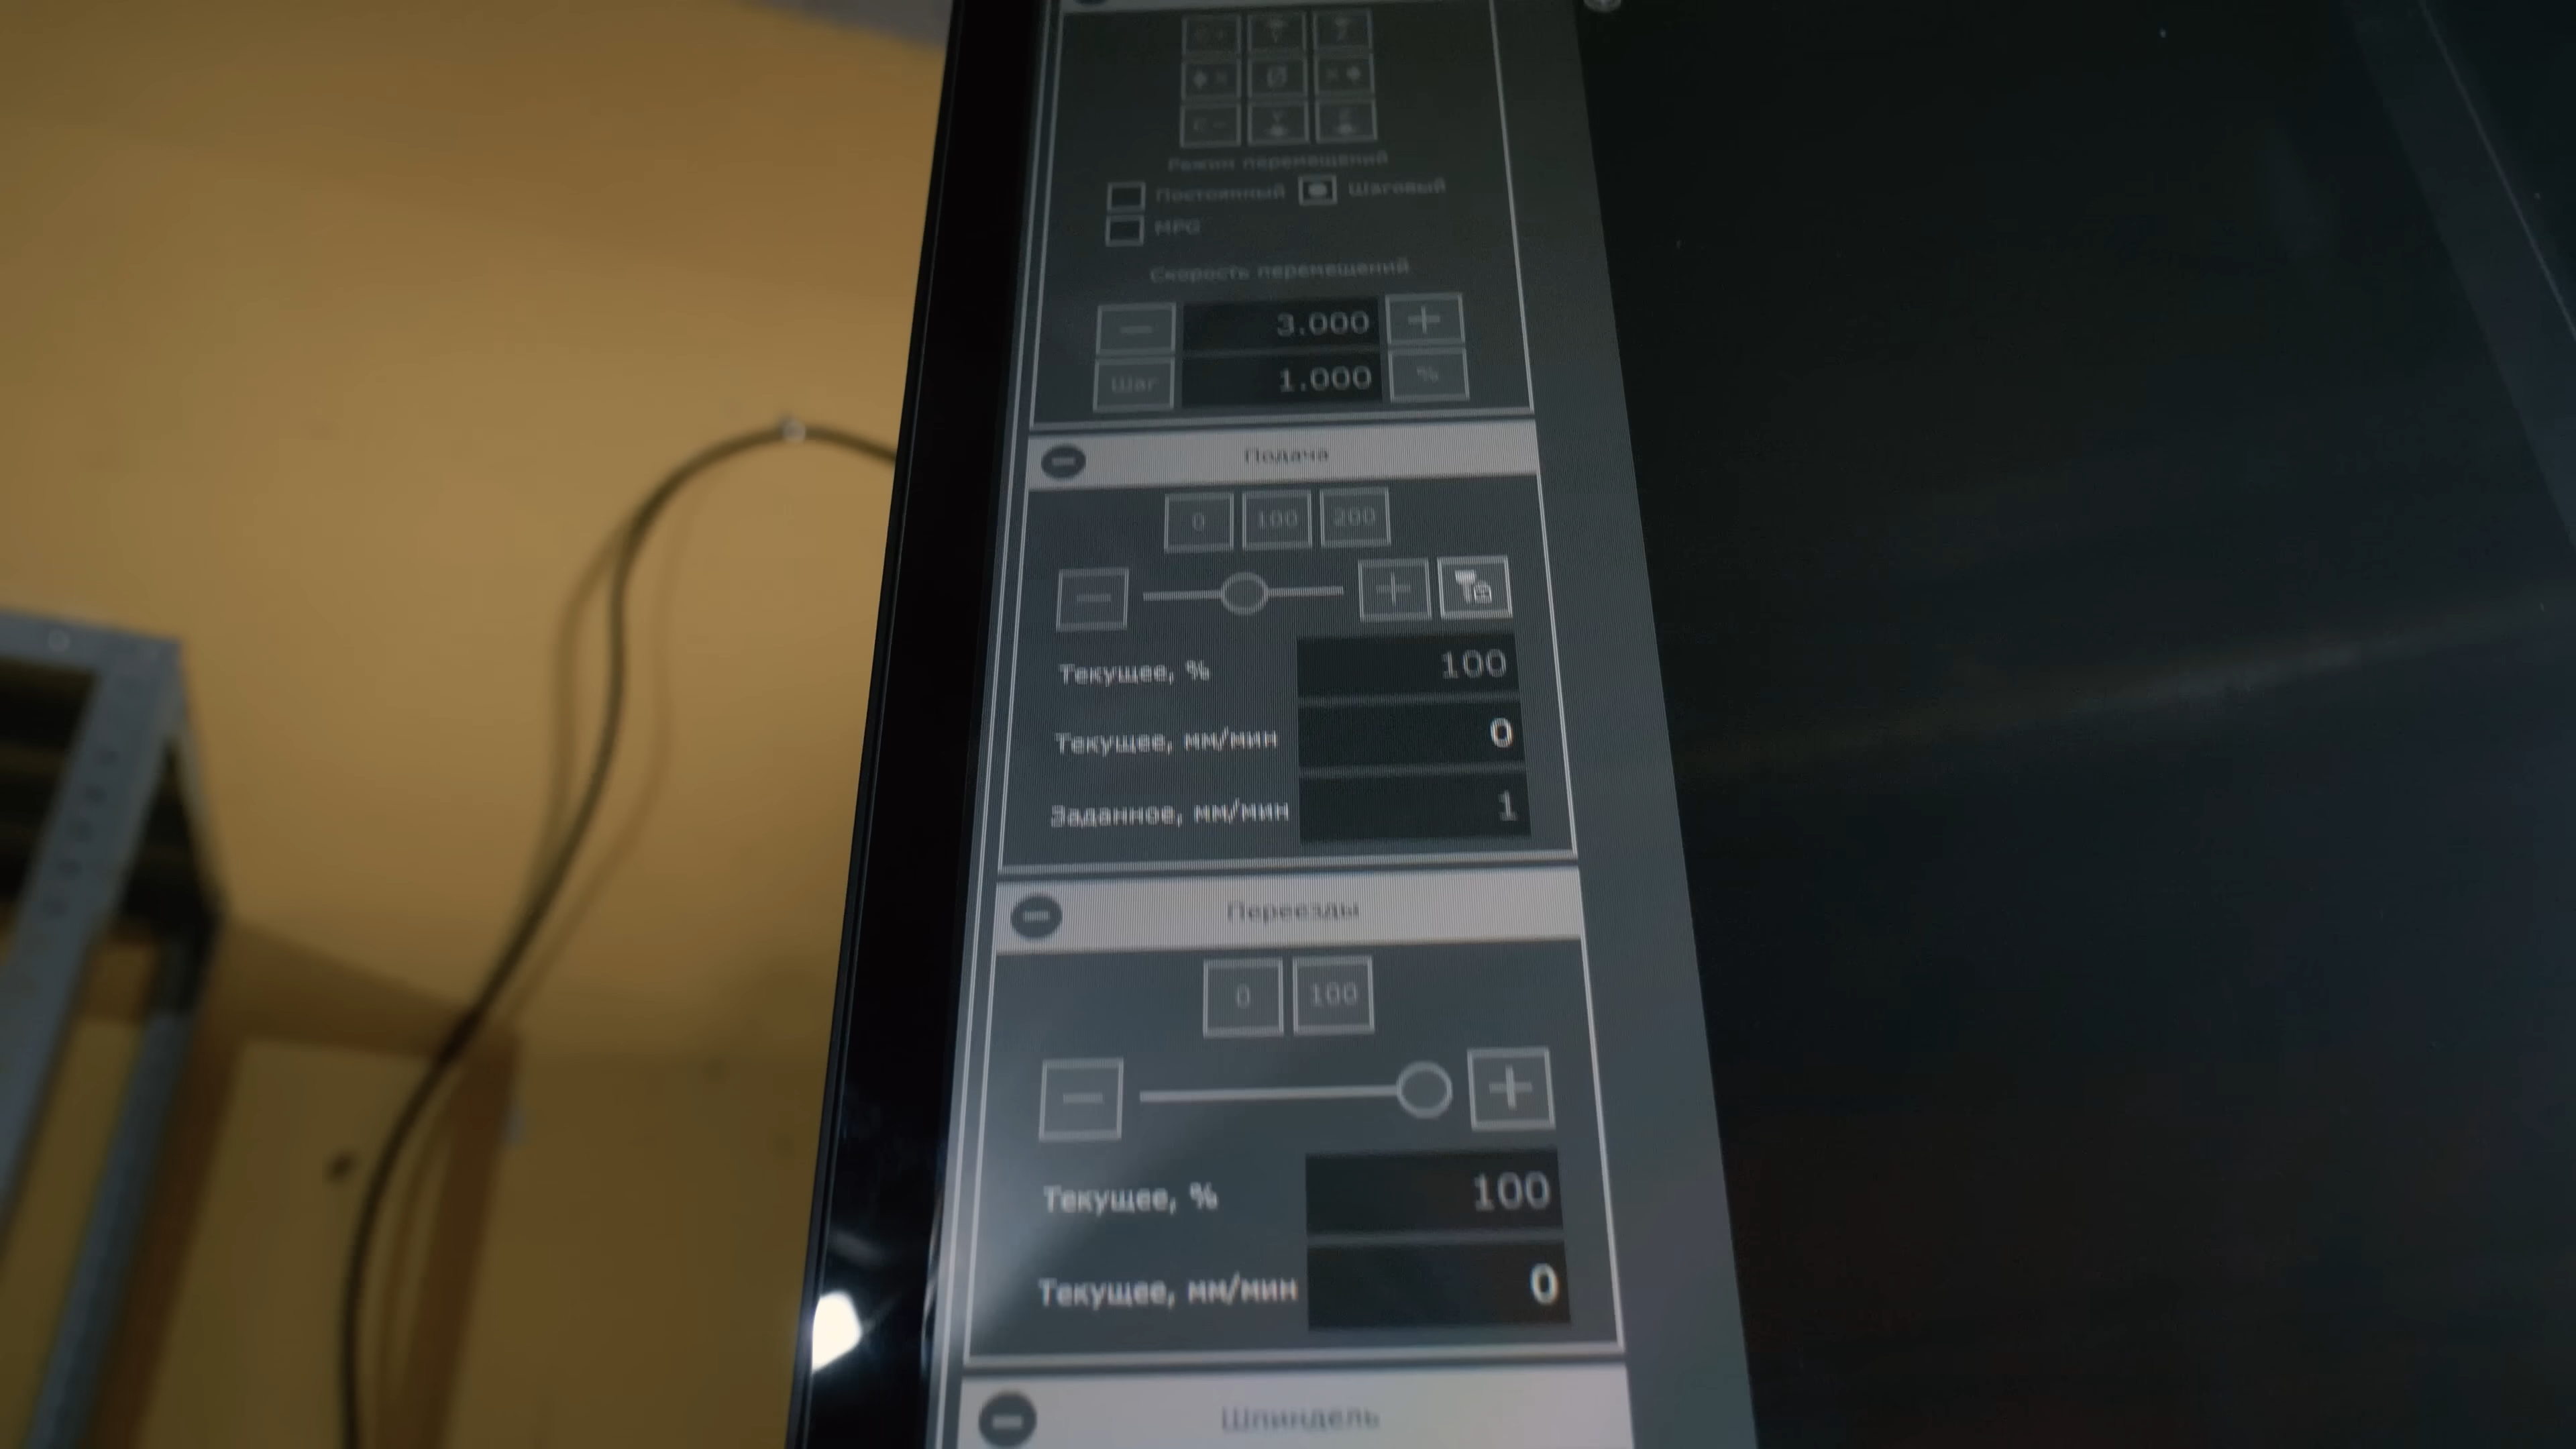 C -
Режим перемещений
Постоянный Шаговый
MPG
Скорость перемещений
3.000
Шаг 1.000 %
Подача
0 100 200
Текущее, % 100
Текущее, мм/мин 0
Заданное, мм/мин 1
Переезды
0 100
Текущее, % 100
Текущее, мм/мин 0
Шпиндель